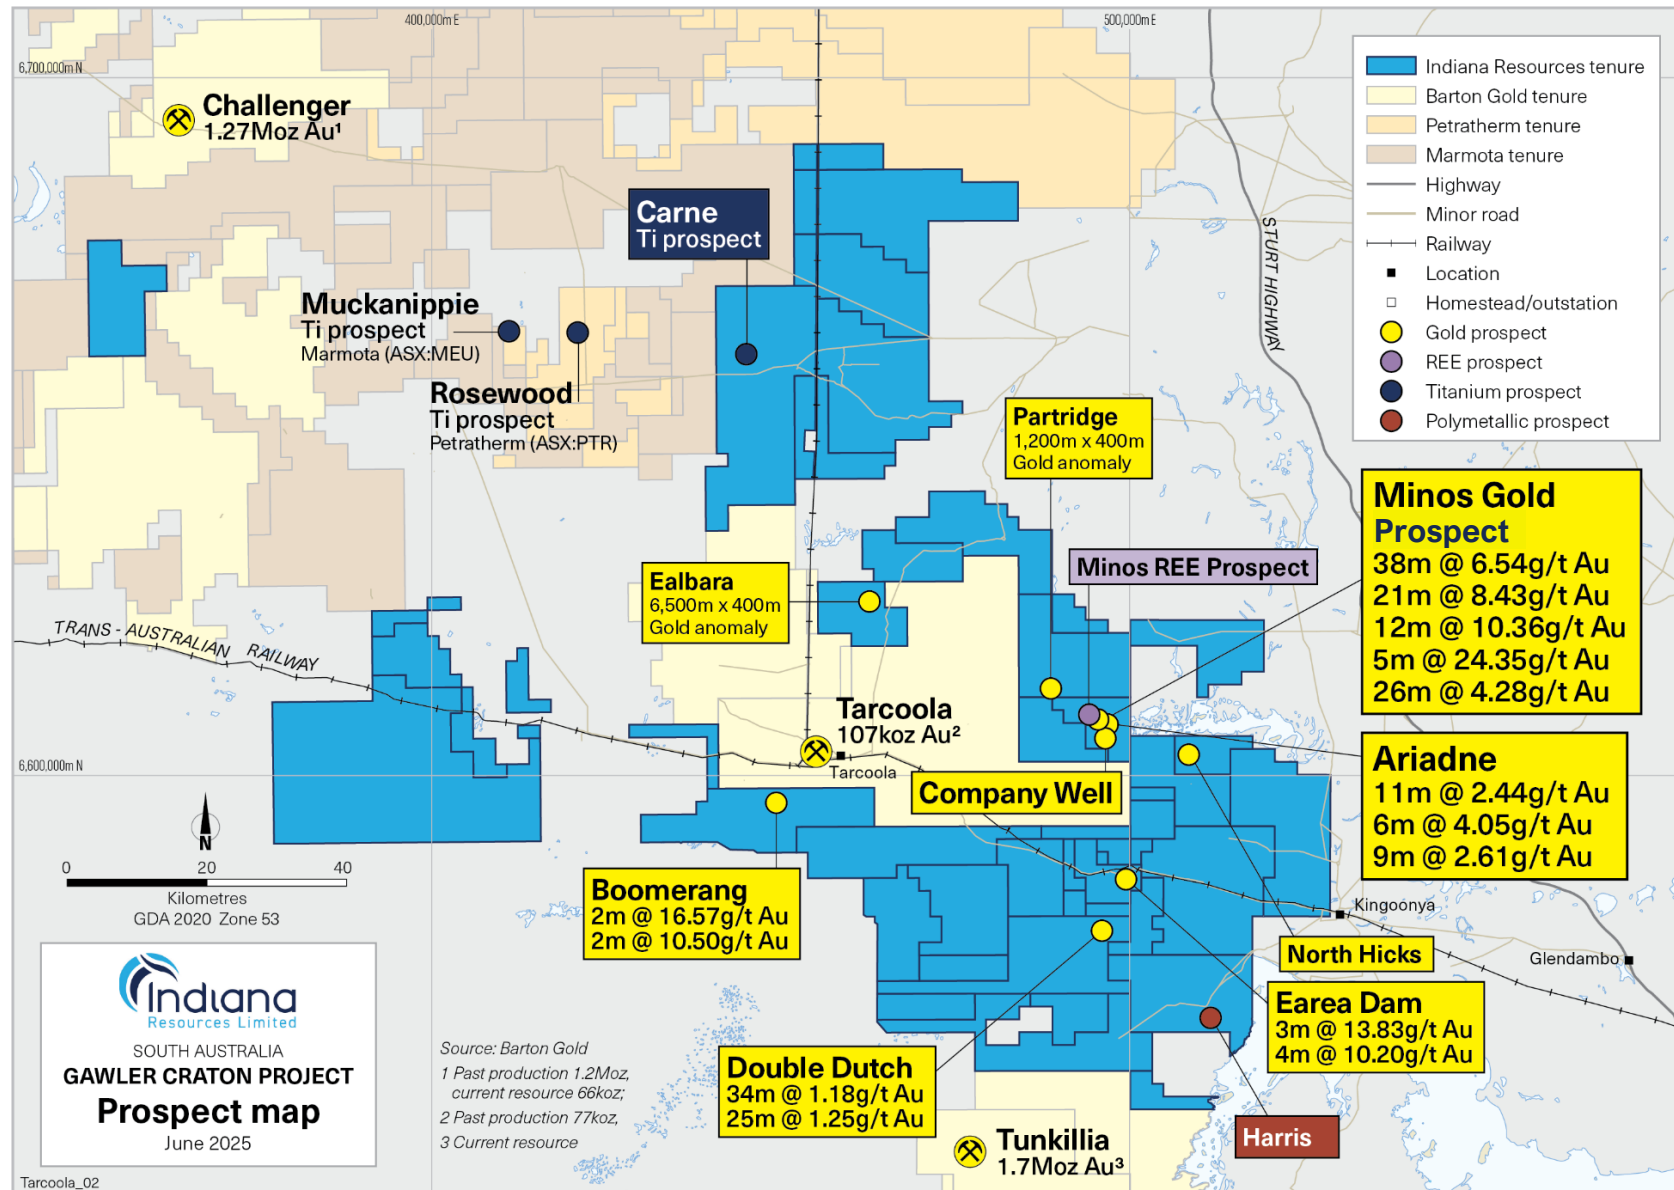 400,000m E
500,000m E
6,700,000m N
Challenger
1.27Moz Au¹
Carne
Ti prospect
Muckanippie
Ti prospect
Marmota (ASX:MEU)
Rosewood
Ti prospect
Petratherm (ASX:PTR)
STURT HIGHWAY
Indiana Resources tenure
Barton Gold tenure
Petratherm tenure
Marmota tenure
Highway
Minor road
Railway
Location
Homestead/outstation
Gold prospect
REE prospect
Titanium prospect
Polymetallic prospect
Partridge
1,200m x 400m
Gold anomaly
Minos REE Prospect
Minos Gold
Prospect
38m @ 6.54g/t Au
21m @ 8.43g/t Au
12m @ 10.36g/t Au
5m @ 24.35g/t Au
26m @ 4.28g/t Au
Ealbara
6,500m x 400m
Gold anomaly
TRANS - AUSTRALIAN RAILWAY
Tarcoola
107koz Au²
Tarcoola
6,600,000m N
Company Well
Ariadne
11m @ 2.44g/t Au
6m @ 4.05g/t Au
9m @ 2.61g/t Au
N
0 20 40
Kilometres
GDA 2020 Zone 53
Boomerang
2m @ 16.57g/t Au
2m @ 10.50g/t Au
Kingoonya
North Hicks
Glendambo
Earea Dam
3m @ 13.83g/t Au
4m @ 10.20g/t Au
Double Dutch
34m @ 1.18g/t Au
25m @ 1.25g/t Au
Harris
Tunkillia
1.7Moz Au³
Indiana
Resources Limited
SOUTH AUSTRALIA
GAWLER CRATON PROJECT
Prospect map
June 2025
Source: Barton Gold
1 Past production 1.2Moz,
current resource 66koz;
2 Past production 77koz,
3 Current resource
Tarcoola_02